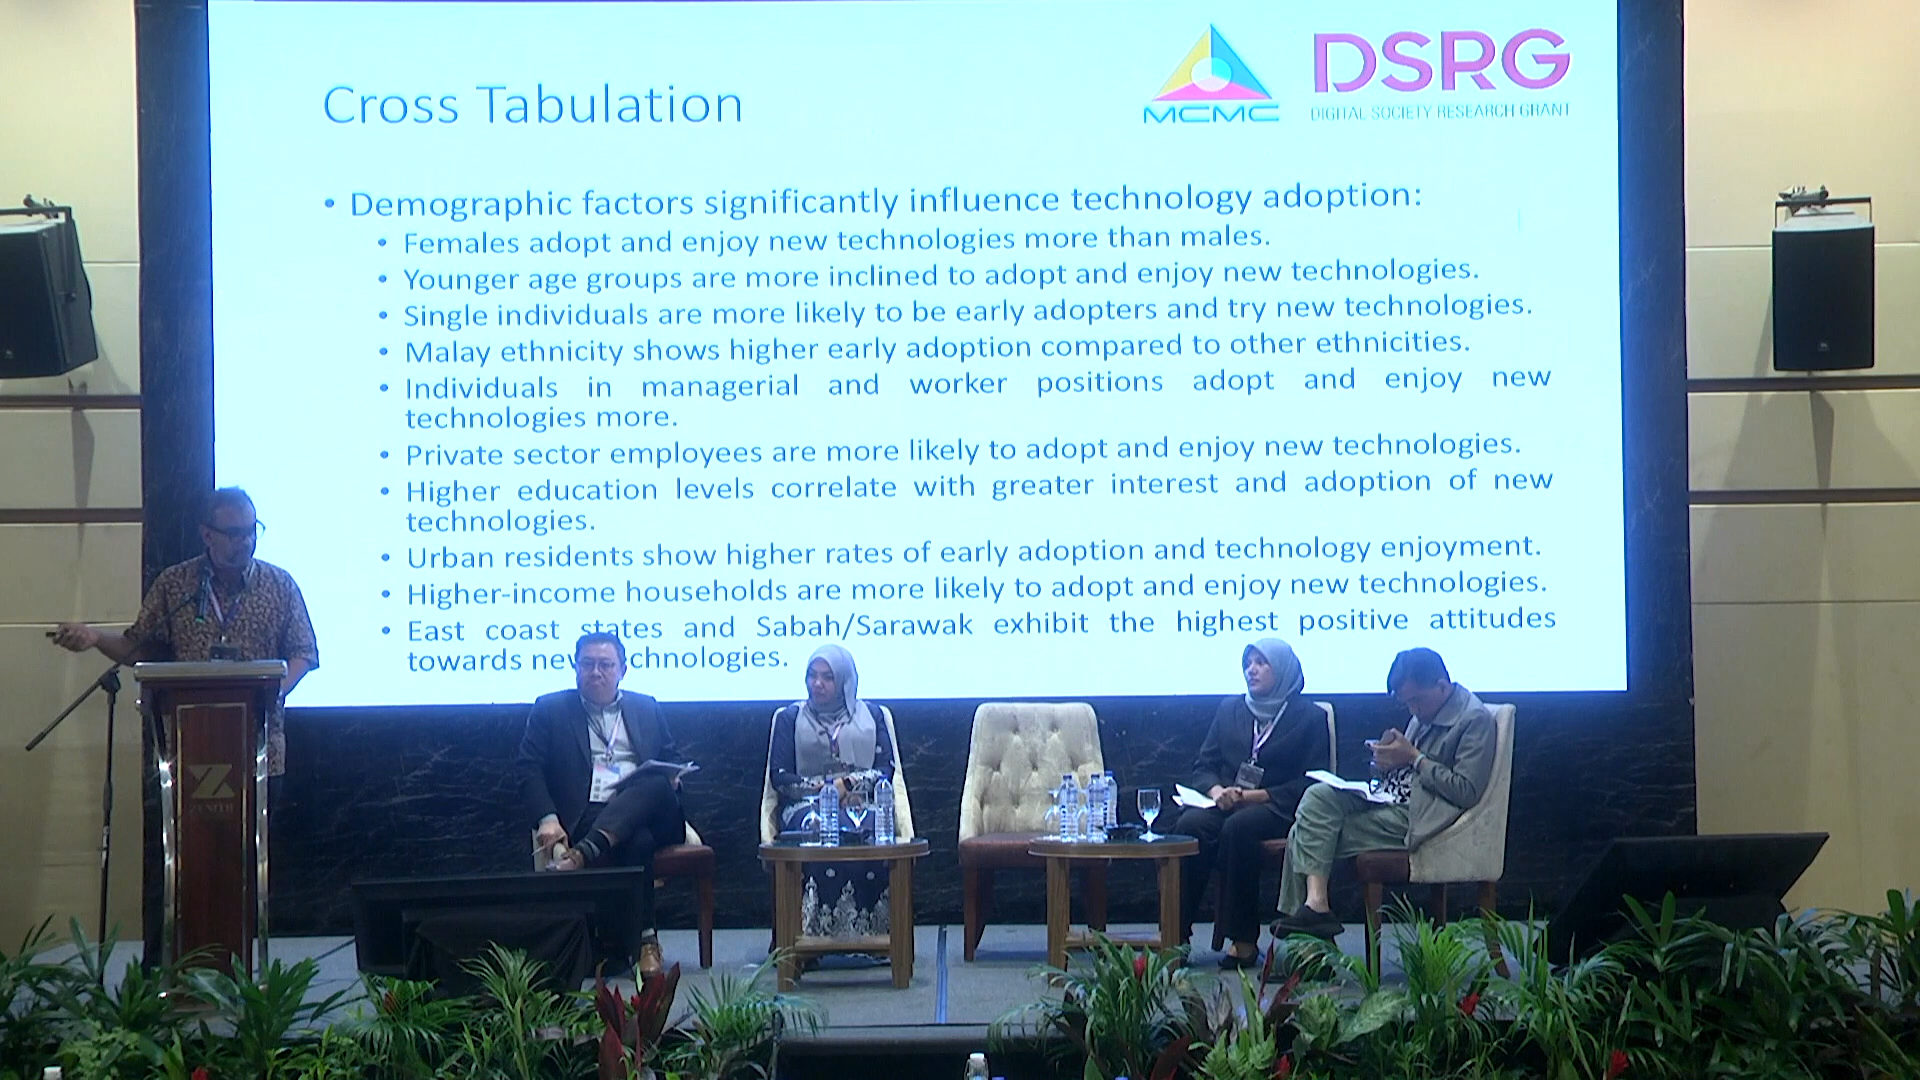 Cross Tabulation
MCMC
DSRG
DIGITAL SOCIETY RESEARCH GRANT
• Demographic factors significantly influence technology adoption:
• Females adopt and enjoy new technologies more than males.
• Younger age groups are more inclined to adopt and enjoy new technologies.
• Single individuals are more likely to be early adopters and try new technologies.
• Malay ethnicity shows higher early adoption compared to other ethnicities.
• Individuals in managerial and worker positions adopt and enjoy new
technologies more.
• Private sector employees are more likely to adopt and enjoy new technologies.
• Higher education levels correlate with greater interest and adoption of new
technologies.
• Urban residents show higher rates of early adoption and technology enjoyment.
• Higher-income households are more likely to adopt and enjoy new technologies.
• East coast states and Sabah/Sarawak exhibit the highest positive attitudes
towards new technologies.
ZENITH